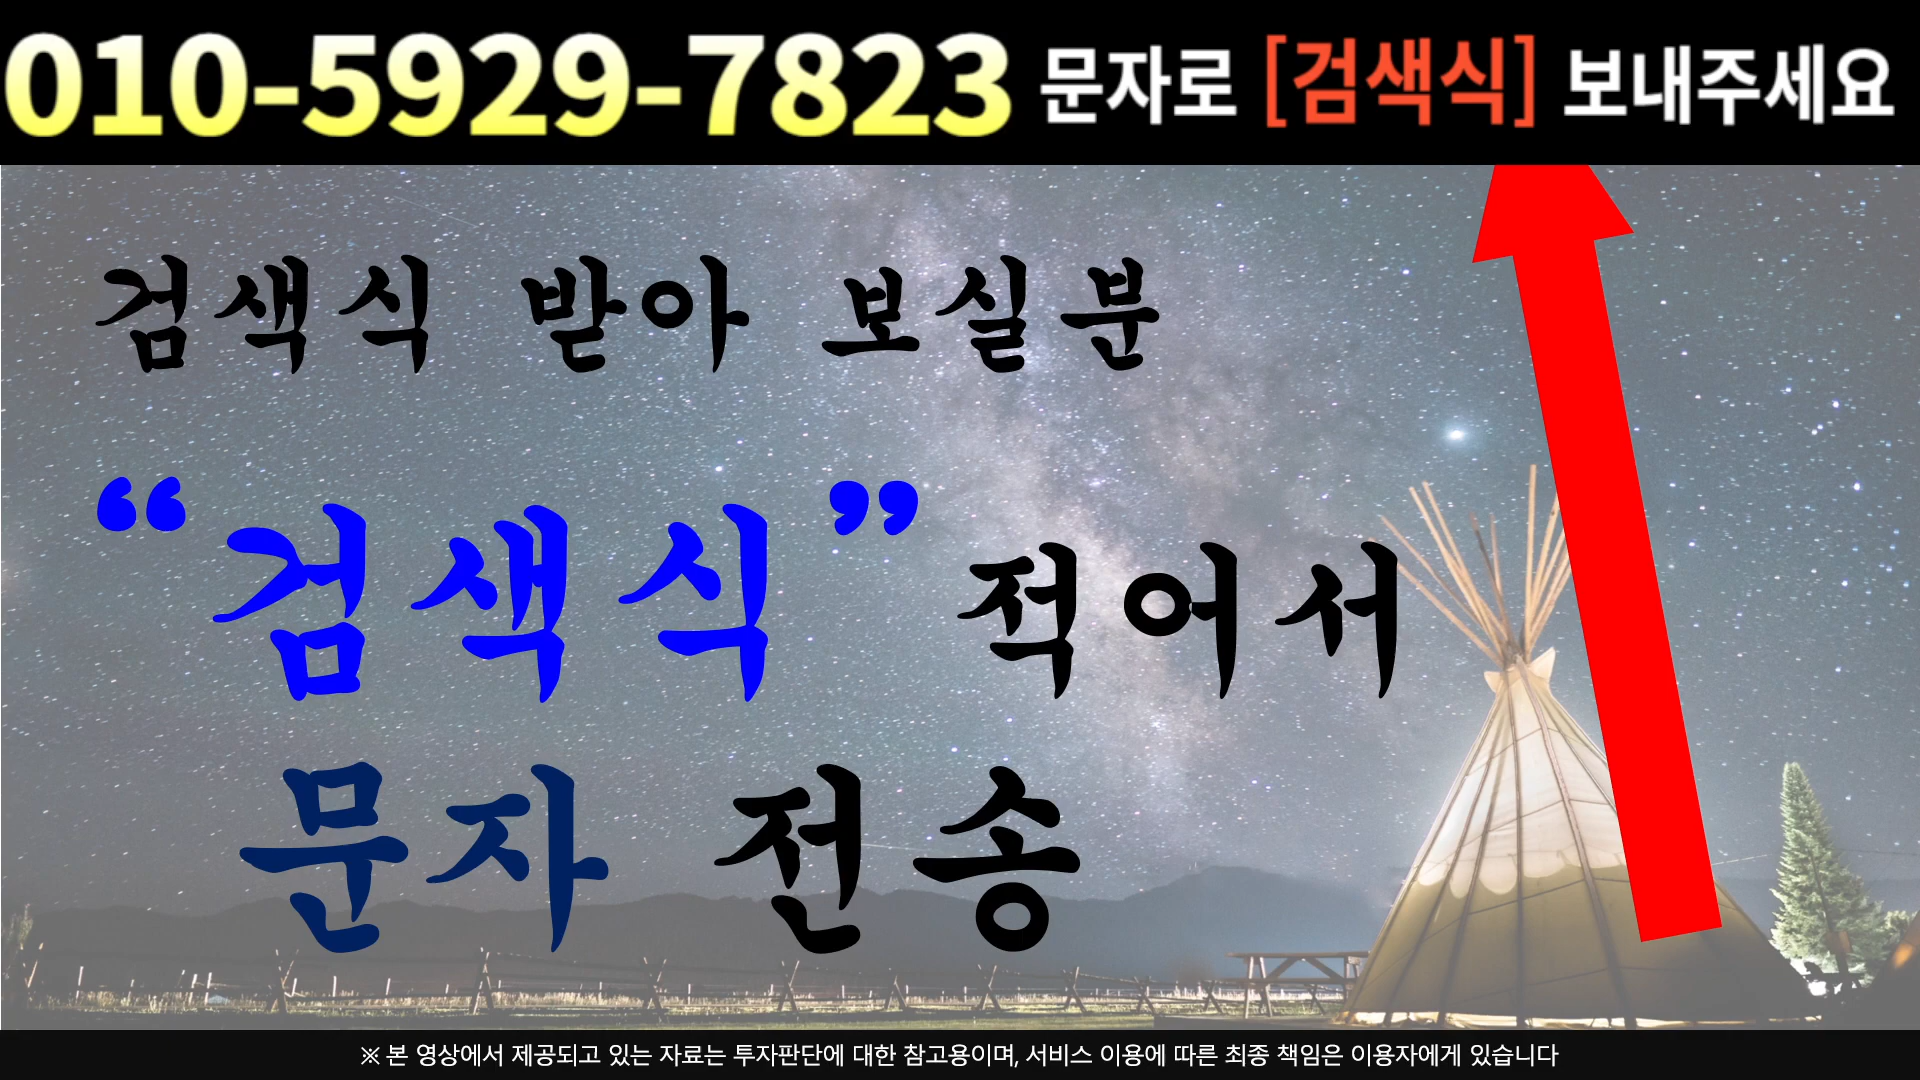 010-5929-7823 문자로 [검색식] 보내주세요
검색식 받아 보실분
“검색식” 적어서
문자 전송
※ 본 영상에서 제공되고 있는 자료는 투자판단에 대한 참고용이며, 서비스 이용에 따른 최종 책임은 이용자에게 있습니다